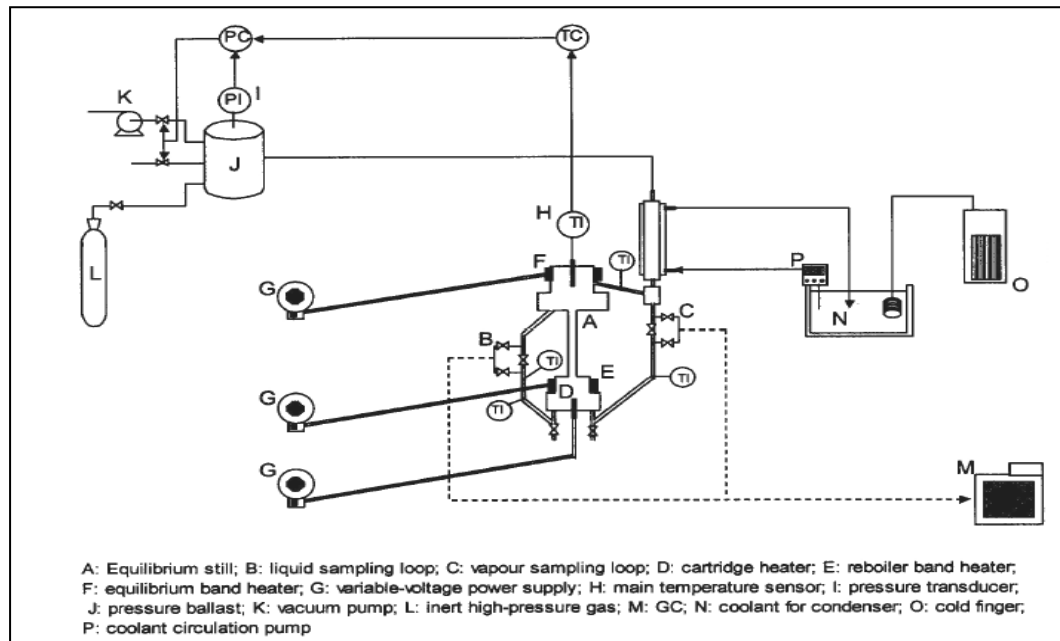 PC
TC
K
PI
I
J
H
TI
L
F
TI
P
O
G
N
A
C
B
TI
E
TI
G
D
TI
G
M
A: Equilibrium still; B: liquid sampling loop; C: vapour sampling loop; D: cartridge heater; E: reboiler band heater;
F: equilibrium band heater; G: variable-voltage power supply; H: main temperature sensor; I: pressure transducer;
J: pressure ballast; K: vacuum pump; L: inert high-pressure gas; M: GC; N: coolant for condenser; O: cold finger;
P: coolant circulation pump